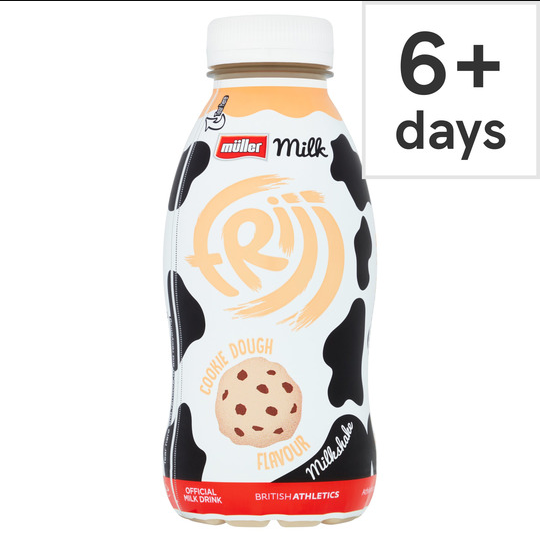 6+
days
müller Milk
FRijj
COOKIE DOUGH
FLAVOUR
Milkshake
OFFICIAL
MILK DRINK
BRITISH ATHLETICS